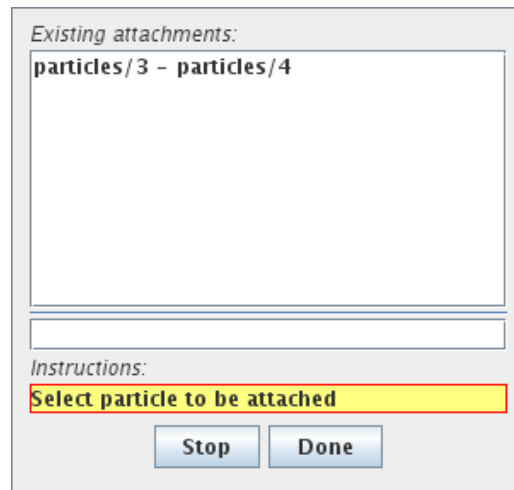 Existing attachments:
particles/3 - particles/4
Instructions:
Select particle to be attached
Stop Done